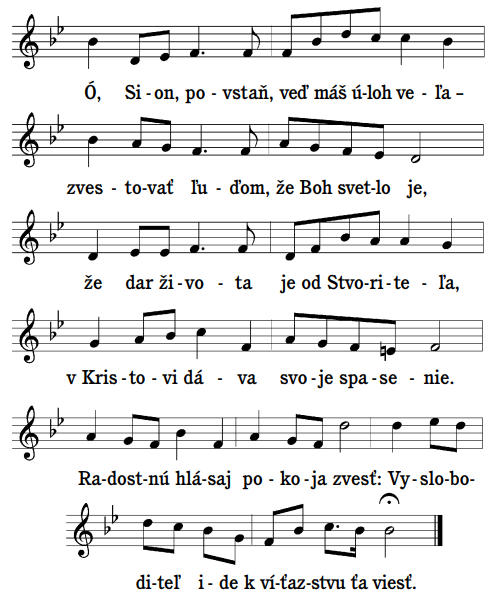 Ó, Si - on, po - vstaň, veď máš ú - loh ve - ľa -
zves - to - vať ľu - ďom, že Boh svet - lo je,
že dar ži - vo - ta je od Stvo - ri - te - ľa,
v Kris - to - vi dá - va svo - je spa - se - nie.
Ra - dost - nú hlá - saj po - ko - ja zvesť: Vy - slo - bo -
di - teľ i - de k ví - ťaz - stvu ťa viesť.